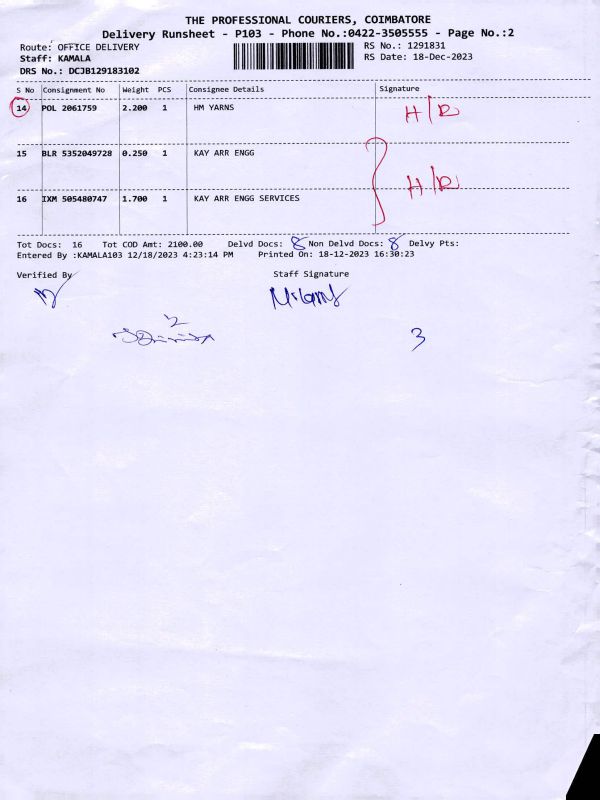 THE PROFESSIONAL COURIERS, COIMBATORE
Delivery Runsheet - P103 - Phone No.:0422-3505555 - Page No.:2
Route: OFFICE DELIVERY RS No.: 1291831
Staff: KAMALA RS Date: 18-Dec-2023
DRS No.: DCJB129183102
S No Consignment No Weight PCS Consignee Details Signature
14 POL 2061759 2.200 1 HM YARNS H/D
15 BLR 5352049728 0.250 1 KAY ARR ENGG
H/D
16 IXM 505480747 1.700 1 KAY ARR ENGG SERVICES
Tot Docs: 16 Tot COD Amt: 2100.00 Delvd Docs: 8 Non Delvd Docs: 8 Delvy Pts:
Entered By :KAMALA103 12/18/2023 4:23:14 PM Printed On: 18-12-2023 16:30:23
Verified By Staff Signature
2
3